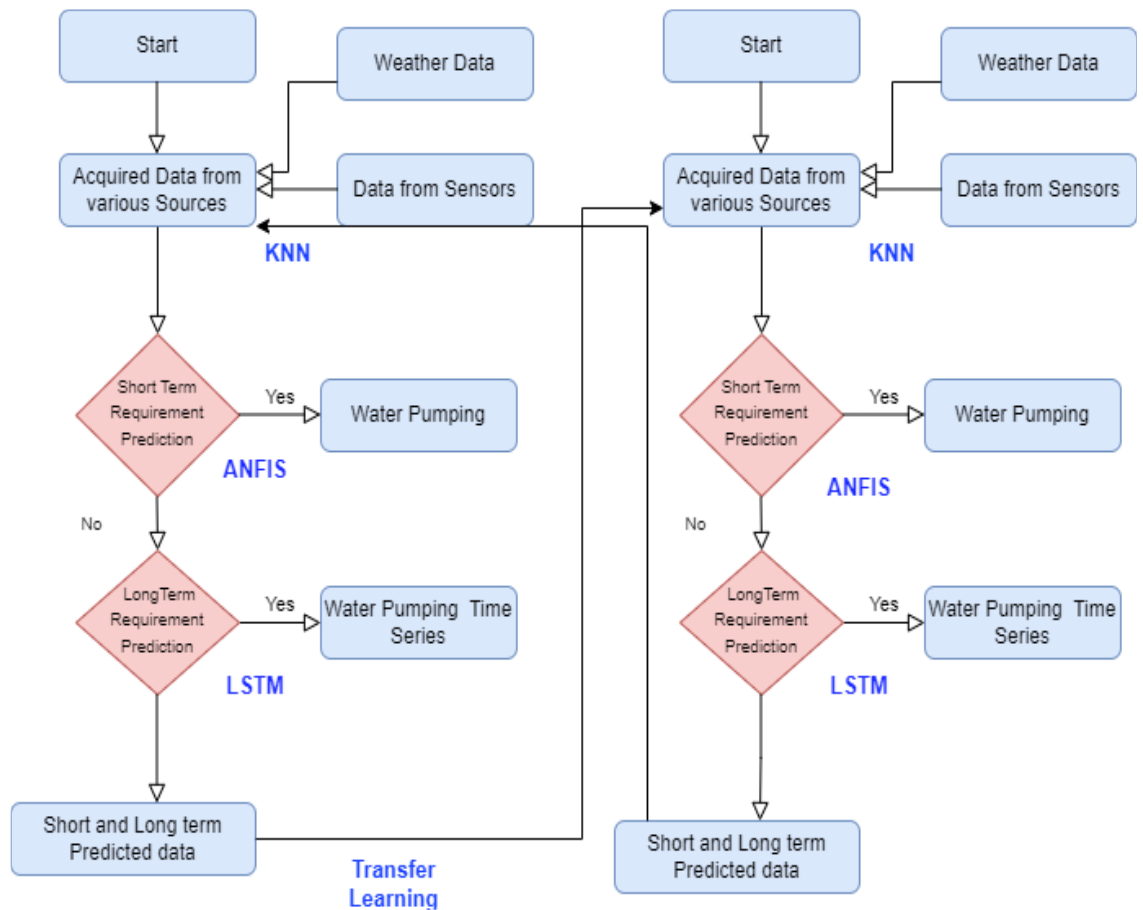 Start
Weather Data
Acquired Data from
various Sources
Data from Sensors
KNN
Short Term
Requirement
Prediction
Yes
Water Pumping
ANFIS
No
LongTerm
Requirement
Prediction
Yes
Water Pumping Time
Series
LSTM
Short and Long term
Predicted data
Transfer
Learning
Start
Weather Data
Acquired Data from
various Sources
Data from Sensors
KNN
Short Term
Requirement
Prediction
Yes
Water Pumping
ANFIS
No
LongTerm
Requirement
Prediction
Yes
Water Pumping Time
Series
LSTM
Short and Long term
Predicted data